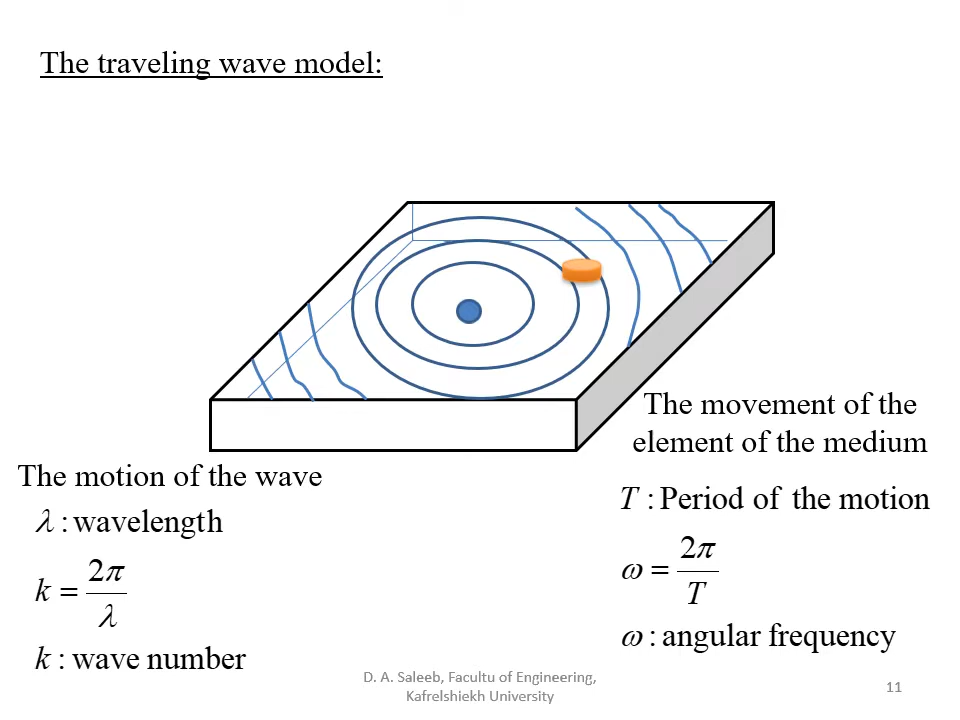 The traveling wave model:
The motion of the wave
λ : wavelength
k = 2π / λ
k : wave number
The movement of the
element of the medium
T : Period of the motion
ω = 2π / T
ω : angular frequency
D. A. Saleeb, Facultu of Engineering,
Kafrelshiekh University
11